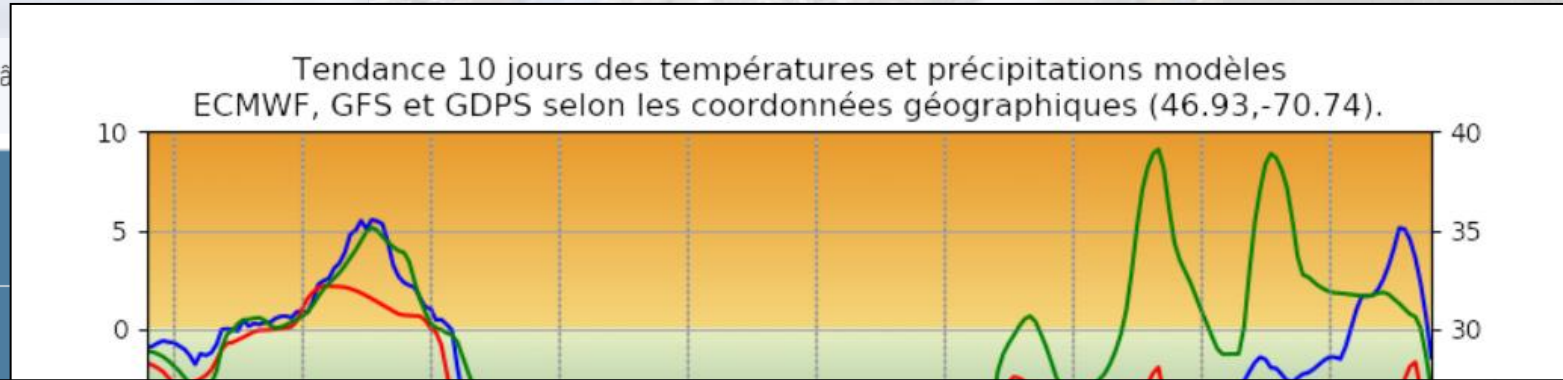 Tendance 10 jours des températures et précipitations modèles
ECMWF, GFS et GDPS selon les coordonnées géographiques (46.93,-70.74).
10 40
5 35
0 30